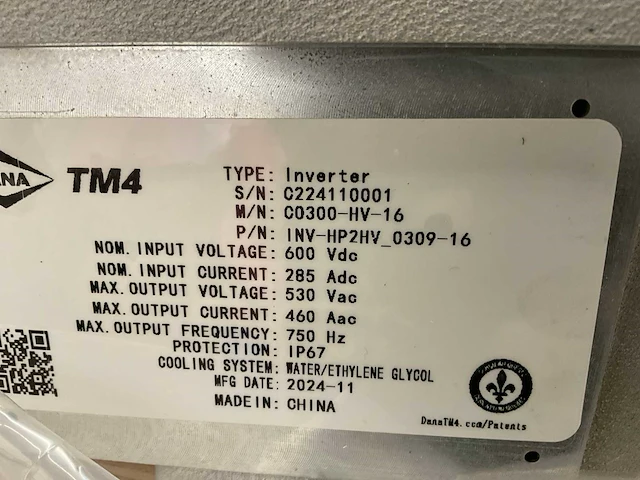 ANA TM4
TYPE: Inverter
S/N: C224110001
M/N: CO300-HV-16
P/N: INV-HP2HV_0309-16
NOM. INPUT VOLTAGE: 600 Vdc
NOM. INPUT CURRENT: 285 Adc
MAX. OUTPUT VOLTAGE: 530 Vac
MAX. OUTPUT CURRENT: 460 Aac
MAX. OUTPUT FREQUENCY: 750 Hz
PROTECTION: IP67
COOLING SYSTEM: WATER/ETHYLENE GLYCOL
MFG DATE: 2024-11
MADE IN: CHINA
DanaTM4.com/Patents